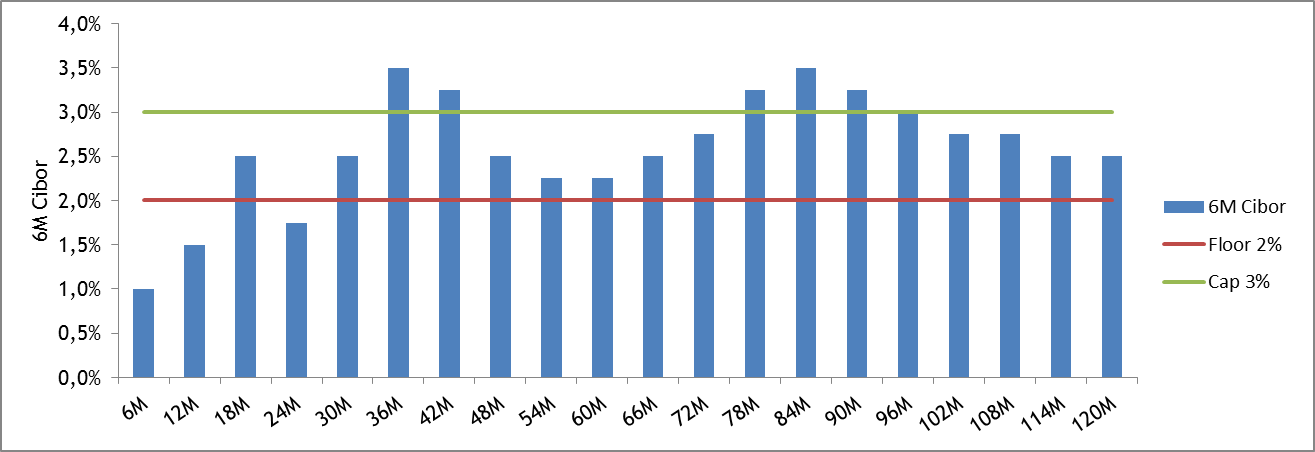 4,0%
3,5%
3,0%
2,5%
2,0%
1,5%
1,0%
0,5%
0,0%
6M Cibor
6M
12M
18M
24M
30M
36M
42M
48M
54M
60M
66M
72M
78M
84M
90M
96M
102M
108M
114M
120M
6M Cibor
Floor 2%
Cap 3%